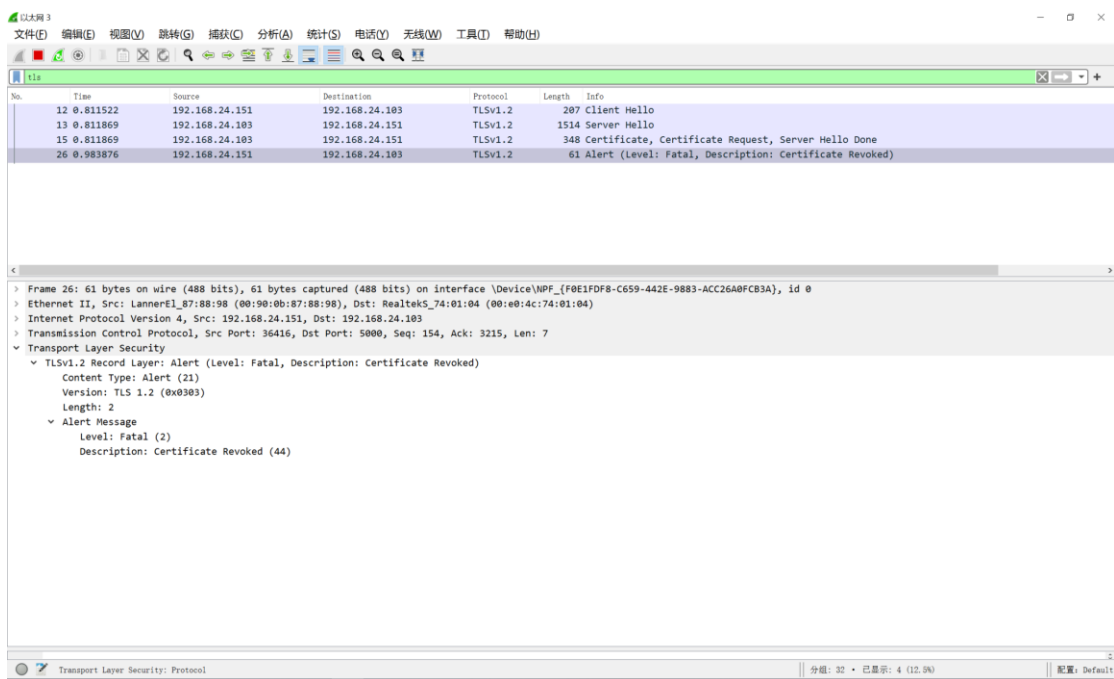 以太网 3
文件(F) 编辑(E) 视图(V) 跳转(G) 捕获(C) 分析(A) 统计(S) 电话(Y) 无线(W) 工具(T) 帮助(H)
tls
No. Time Source Destination Protocol Length Info
12 0.811522 192.168.24.151 192.168.24.103 TLSv1.2 207 Client Hello
13 0.811869 192.168.24.103 192.168.24.151 TLSv1.2 1514 Server Hello
15 0.811869 192.168.24.103 192.168.24.151 TLSv1.2 348 Certificate, Certificate Request, Server Hello Done
26 0.983876 192.168.24.151 192.168.24.103 TLSv1.2 61 Alert (Level: Fatal, Description: Certificate Revoked)
Frame 26: 61 bytes on wire (488 bits), 61 bytes captured (488 bits) on interface \Device\NPF_{F0E1FDF8-C659-442E-9883-ACC26A0FCB3A}, id 0
Ethernet II, Src: LannerEl_87:88:98 (00:90:0b:87:88:98), Dst: RealtekS_74:01:04 (00:e0:4c:74:01:04)
Internet Protocol Version 4, Src: 192.168.24.151, Dst: 192.168.24.103
Transmission Control Protocol, Src Port: 36416, Dst Port: 5000, Seq: 154, Ack: 3215, Len: 7
Transport Layer Security
TLSv1.2 Record Layer: Alert (Level: Fatal, Description: Certificate Revoked)
Content Type: Alert (21)
Version: TLS 1.2 (0x0303)
Length: 2
Alert Message
Level: Fatal (2)
Description: Certificate Revoked (44)
Transport Layer Security: Protocol 分组: 32 • 已显示: 4 (12.5%) 配置: Default